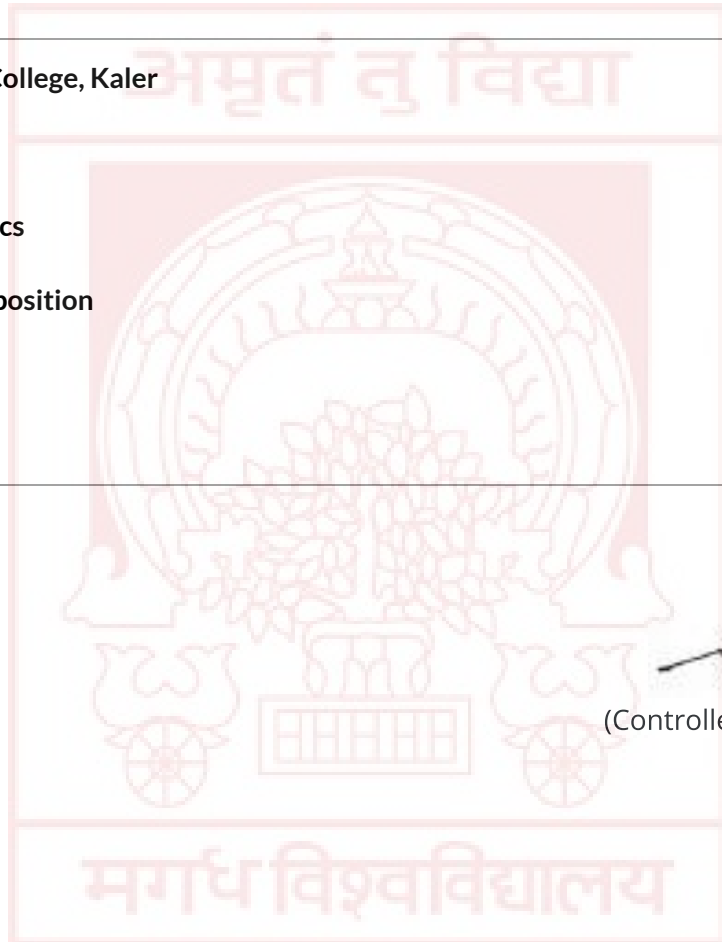 College, Kaler
अमृतं तु विद्या
cs
position
(Controlle
मगध विश्वविद्यालय